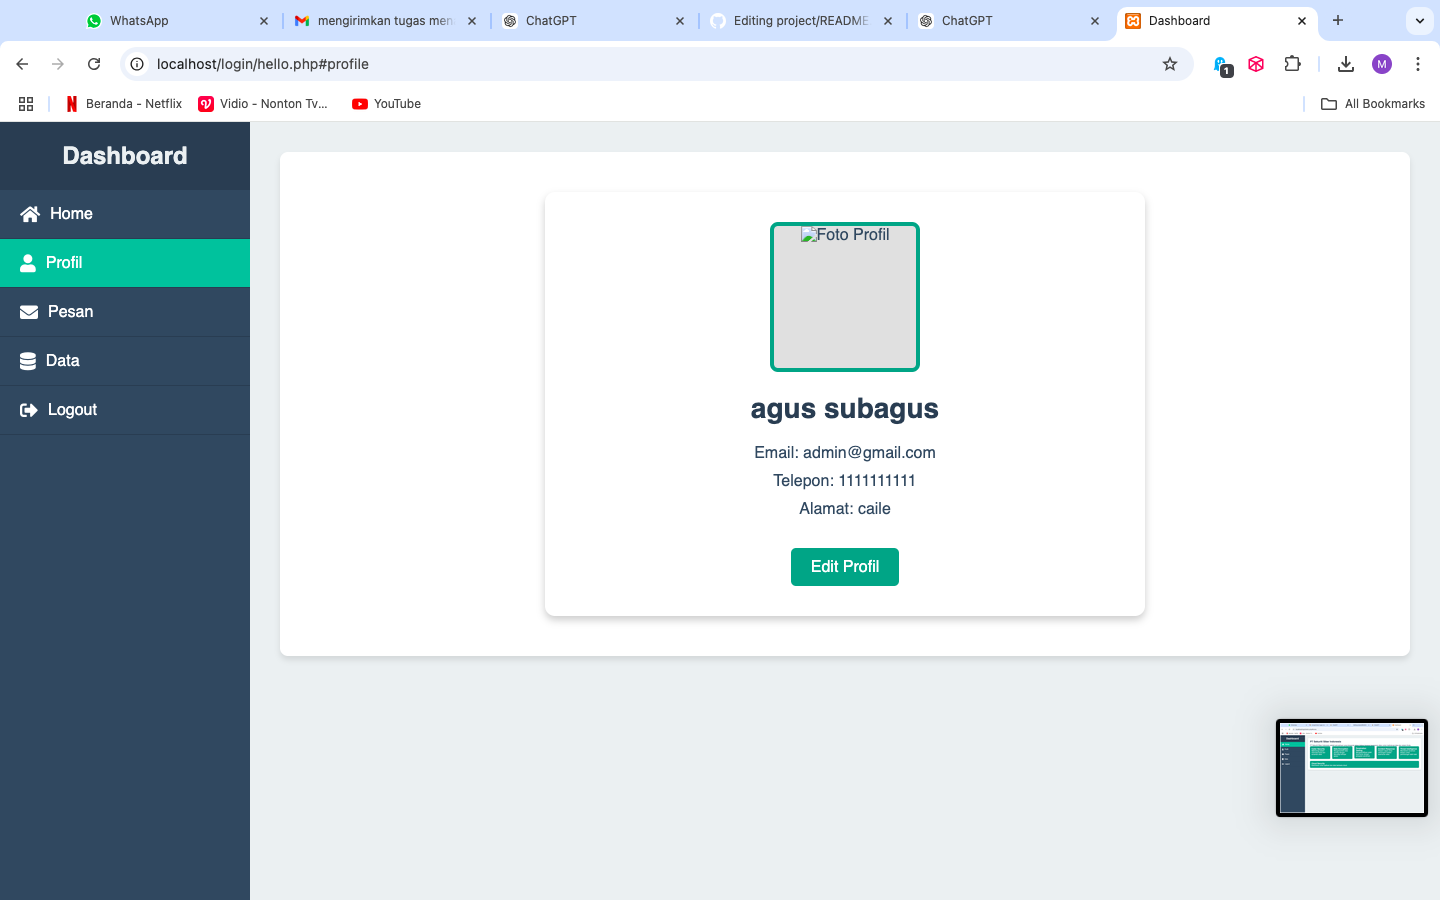 WhatsApp
mengirimkan tugas men
ChatGPT
Editing project/README
ChatGPT
Dashboard
localhost/login/hello.php#profile
1
M
Beranda - Netflix
Vidio - Nonton Tv...
YouTube
All Bookmarks
Dashboard
Home
Profil
Pesan
Data
Logout
Foto Profil
agus subagus
Email: admin@gmail.com
Telepon: 1111111111
Alamat: caile
Edit Profil